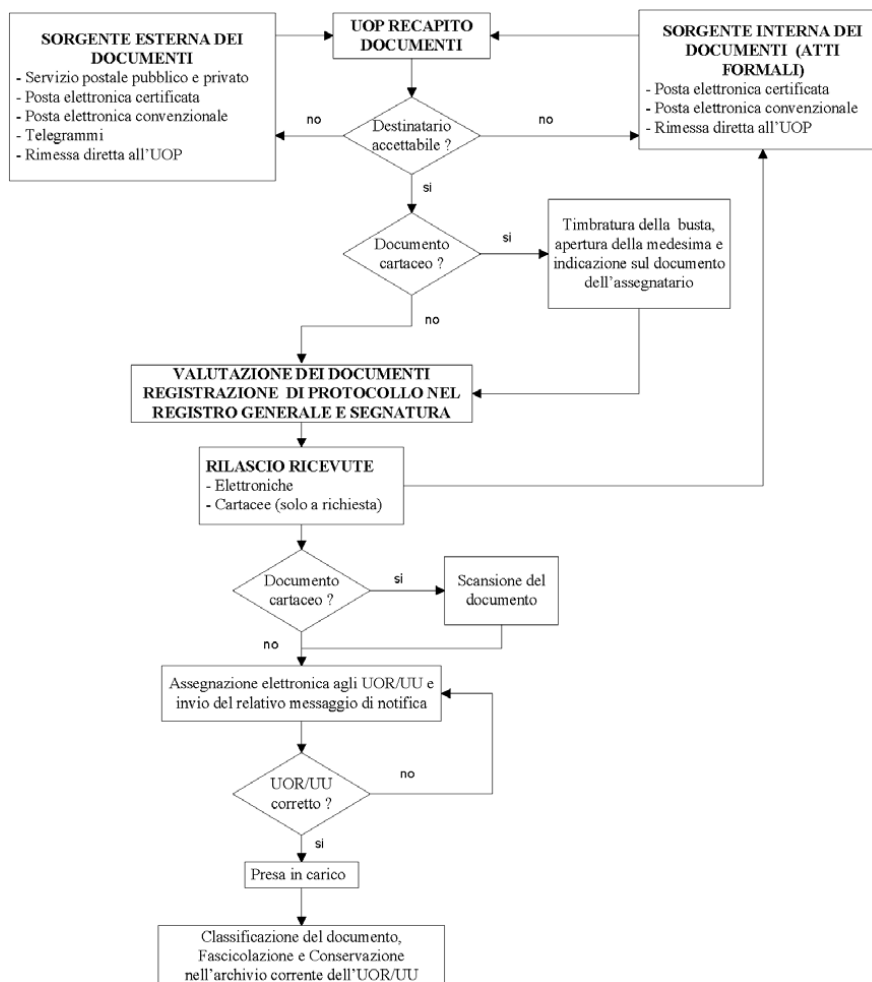 SORGENTE ESTERNA DEI
DOCUMENTI
- Servizio postale pubblico e privato
- Posta elettronica certificata
- Posta elettronica convenzionale
- Telegrammi
- Rimessa diretta all'UOP
UOP RECAPITO
DOCUMENTI
SORGENTE INTERNA DEI
DOCUMENTI (ATTI
FORMALI)
- Posta elettronica certificata
- Posta elettronica convenzionale
- Rimessa diretta all'UOP
no
Destinatario
accettabile ?
no
si
Documento
cartaceo ?
si
Timbratura della busta,
apertura della medesima e
indicazione sul documento
dell'assegnatario
no
VALUTAZIONE DEI DOCUMENTI
REGISTRAZIONE DI PROTOCOLLO NEL
REGISTRO GENERALE E SEGNATURA
RILASCIO RICEVUTE
- Elettroniche
- Cartacee (solo a richiesta)
Documento
cartaceo ?
si
Scansione del
documento
no
Assegnazione elettronica agli UOR/UU e
invio del relativo messaggio di notifica
UOR/UU
corretto ?
no
si
Presa in carico
Classificazione del documento,
Fascicolazione e Conservazione
nell'archivio corrente dell'UOR/UU